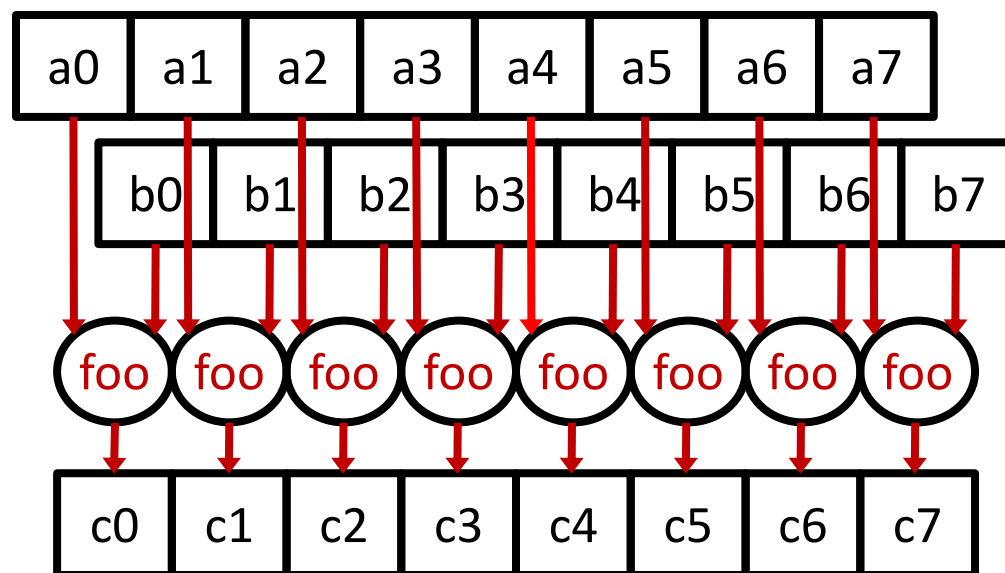 a0 a1 a2 a3 a4 a5 a6 a7
b0 b1 b2 b3 b4 b5 b6 b7
foo foo foo foo foo foo foo foo
c0 c1 c2 c3 c4 c5 c6 c7